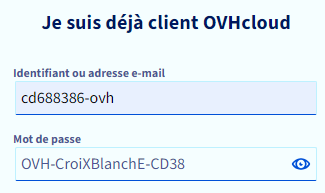 Je suis déjà client OVHcloud
Identifiant ou adresse e-mail
cd688386-ovh
Mot de passe
OVH-CroiXBlanchE-CD38